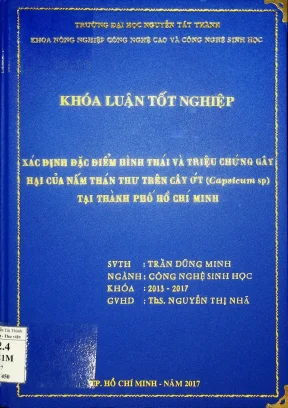 TRƯỜNG ĐẠI HỌC NGUYỄN TẤT THÀNH
KHOA NÔNG NGHIỆP CÔNG NGHỆ CAO VÀ CÔNG NGHỆ SINH HỌC
KHÓA LUẬN TỐT NGHIỆP
XÁC ĐỊNH ĐẶC ĐIỂM HÌNH THÁI VÀ TRIỆU CHỨNG GÂY
HẠI CỦA NẤM THÁN THƯ TRÊN CÂY ỚT (Capsicum sp)
TẠI THÀNH PHỐ HỒ CHÍ MINH
SVTH : TRẦN DŨNG MINH
NGÀNH : CÔNG NGHỆ SINH HỌC
KHÓA : 2013 - 2017
GVHD : ThS. NGUYỄN THỊ NHÃ
2.4
450
TP. HỒ CHÍ MINH - NĂM 2017